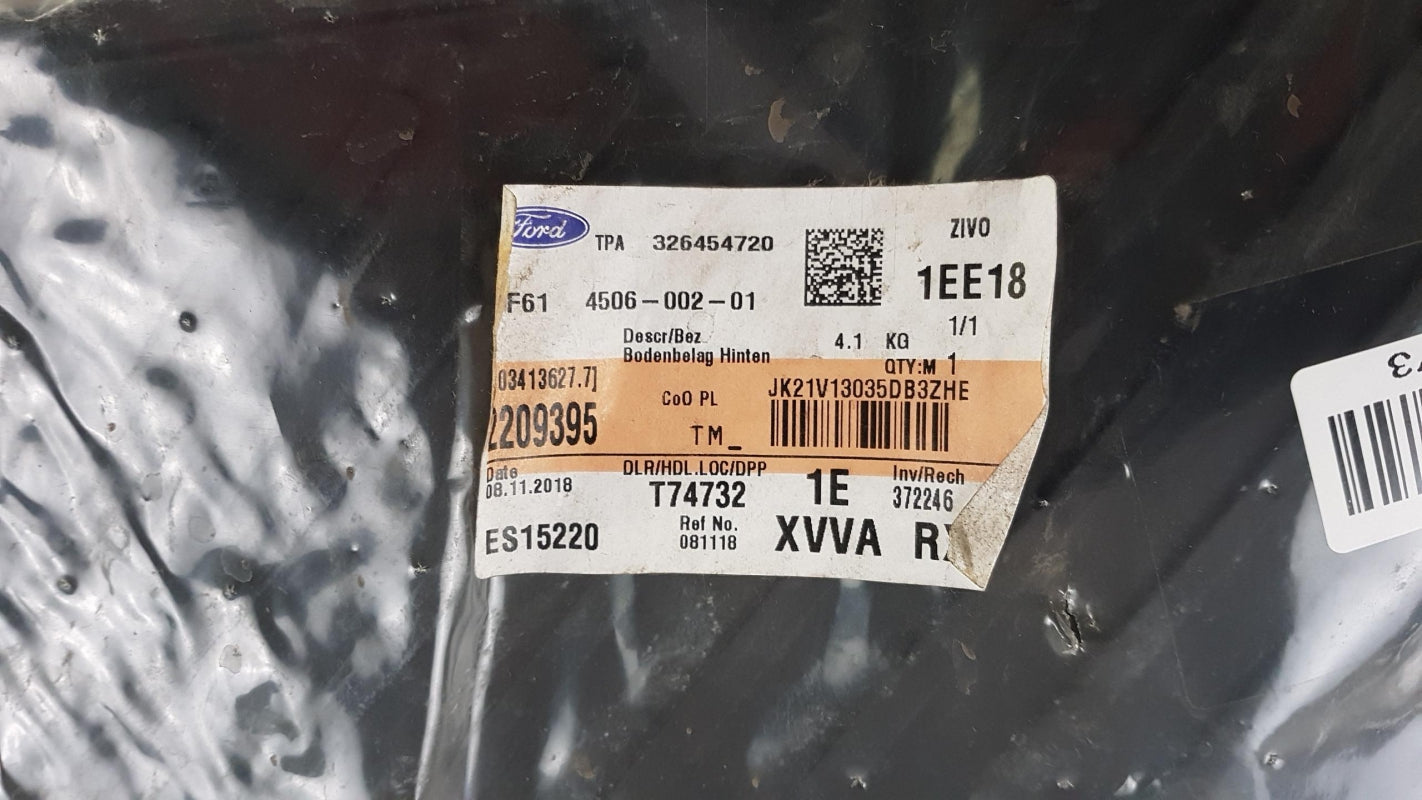 Ford
TPA 326454720
ZIVO
F61 4506-002-01
1EE18
1/1
Descr/Bez
Bodenbelag Hinten
4.1 KG
QTY:M 1
03413627.7]
CoO PL
JK21V13035DB3ZHE
2209395
TM_
Date
08.11.2018
DLR/HDL.LOC/DPP
T74732
1E
Inv/Rech
372246
ES15220
Ref No.
081118
XVVA